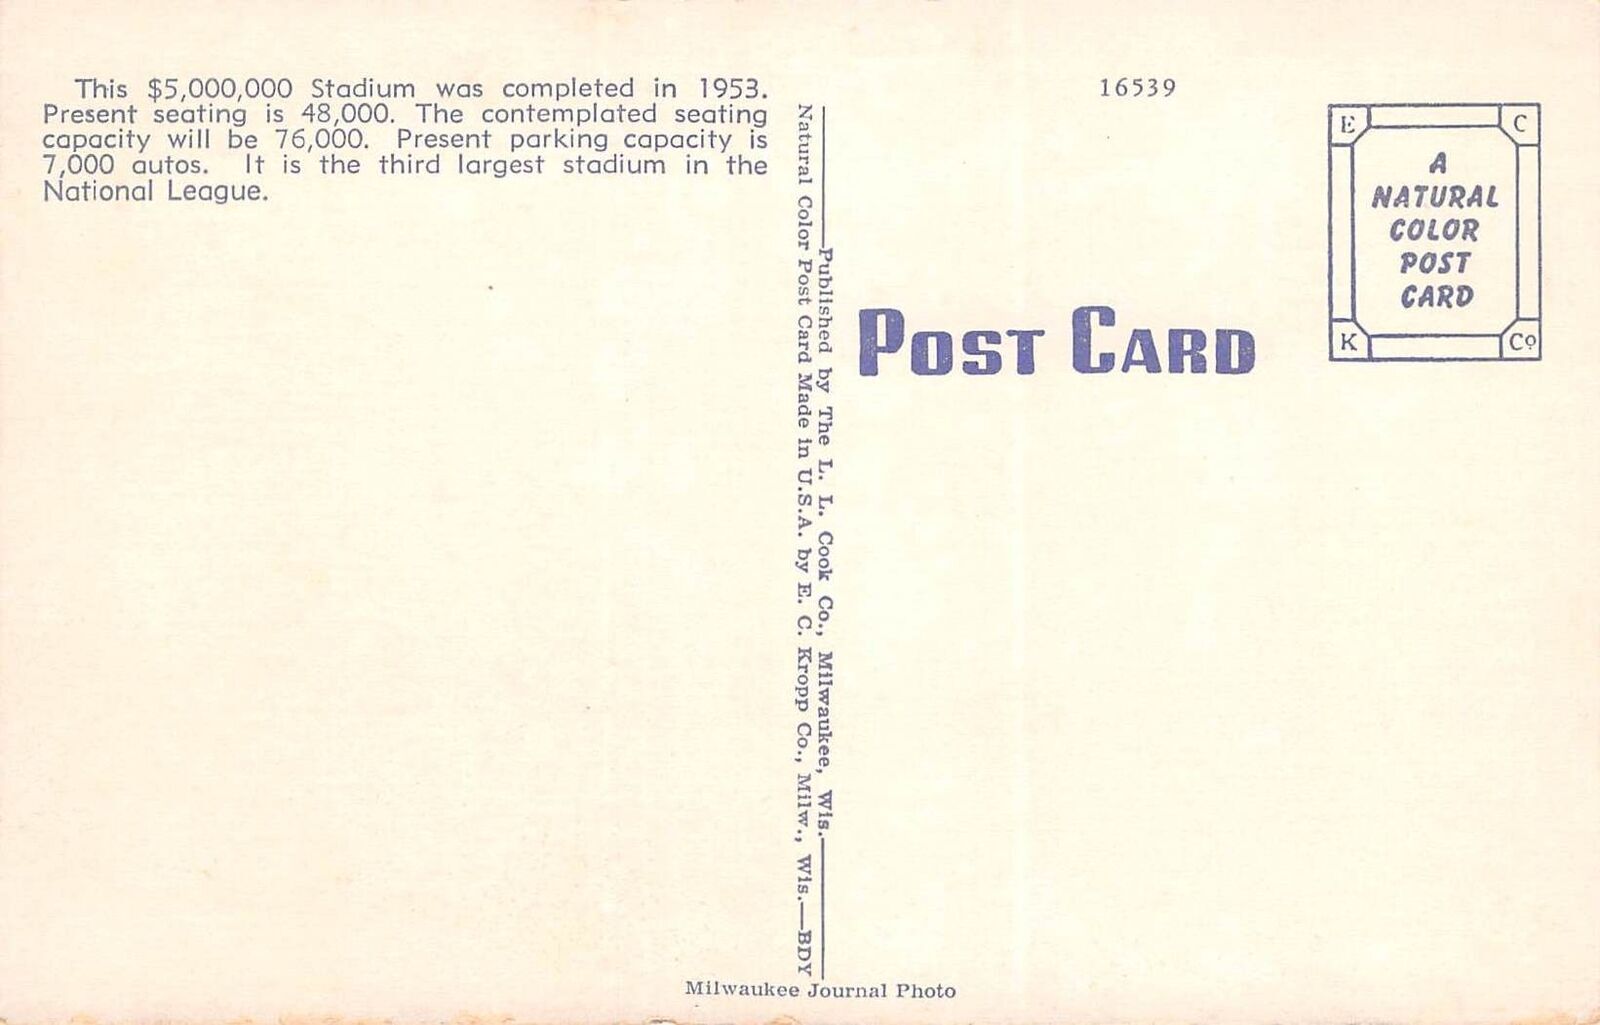 This $5,000,000 Stadium was completed in 1953.
Present seating is 48,000. The contemplated seating
capacity will be 76,000. Present parking capacity is
7,000 autos. It is the third largest stadium in the
National League.
Published by The L. L. Cook Co., Milwaukee, Wis.
Natural Color Post Card Made in U.S.A. by E. C. Kropp Co., Milw., Wis.—BDY
Milwaukee Journal Photo
16539
POST CARD
E C
A
NATURAL
COLOR
POST
CARD
K Co